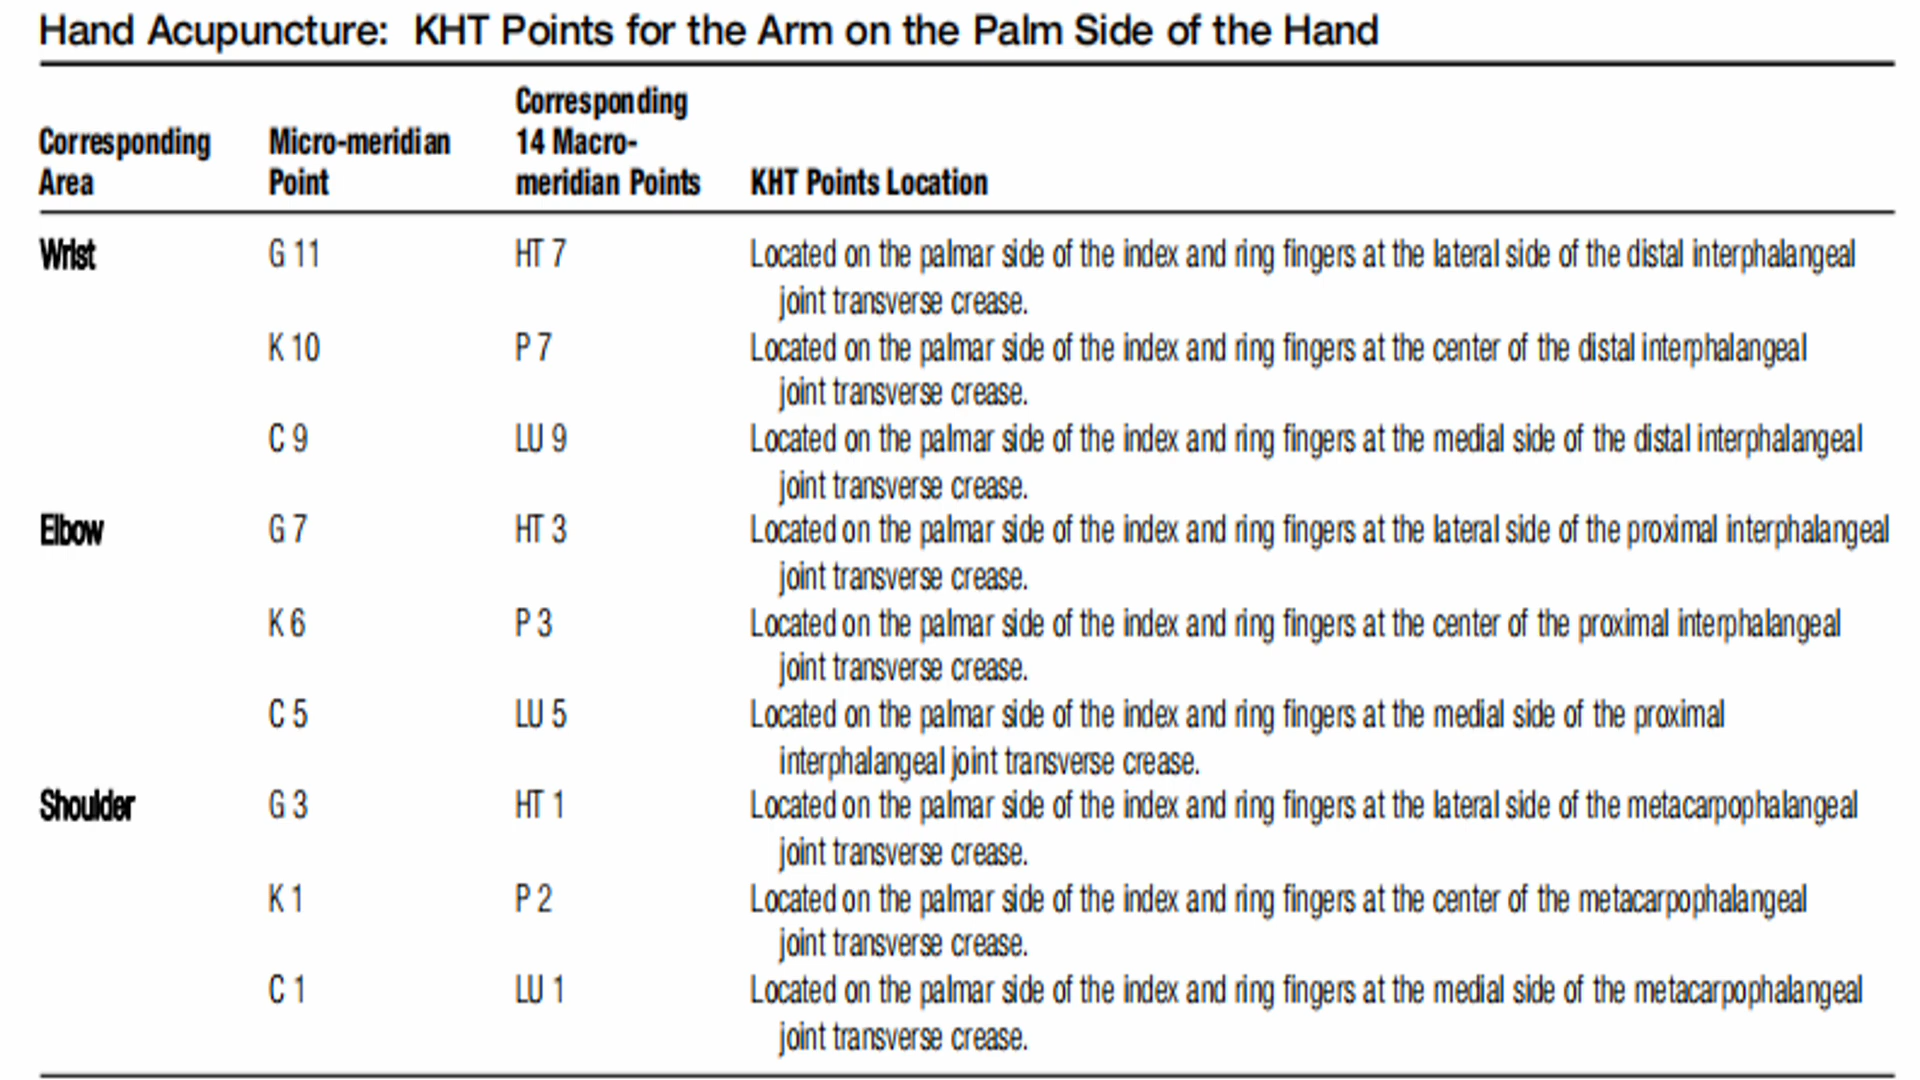 Hand Acupuncture: KHT Points for the Arm on the Palm Side of the Hand
Corresponding Area Micro-meridian Point Corresponding 14 Macro-meridian Points KHT Points Location
Wrist G 11 HT 7 Located on the palmar side of the index and ring fingers at the lateral side of the distal interphalangeal
joint transverse crease.
K 10 P 7 Located on the palmar side of the index and ring fingers at the center of the distal interphalangeal
joint transverse crease.
C 9 LU 9 Located on the palmar side of the index and ring fingers at the medial side of the distal interphalangeal
joint transverse crease.
Elbow G 7 HT 3 Located on the palmar side of the index and ring fingers at the lateral side of the proximal interphalangeal
joint transverse crease.
K 6 P 3 Located on the palmar side of the index and ring fingers at the center of the proximal interphalangeal
joint transverse crease.
C 5 LU 5 Located on the palmar side of the index and ring fingers at the medial side of the proximal
interphalangeal joint transverse crease.
Shoulder G 3 HT 1 Located on the palmar side of the index and ring fingers at the lateral side of the metacarpophalangeal
joint transverse crease.
K 1 P 2 Located on the palmar side of the index and ring fingers at the center of the metacarpophalangeal
joint transverse crease.
C 1 LU 1 Located on the palmar side of the index and ring fingers at the medial side of the metacarpophalangeal
joint transverse crease.